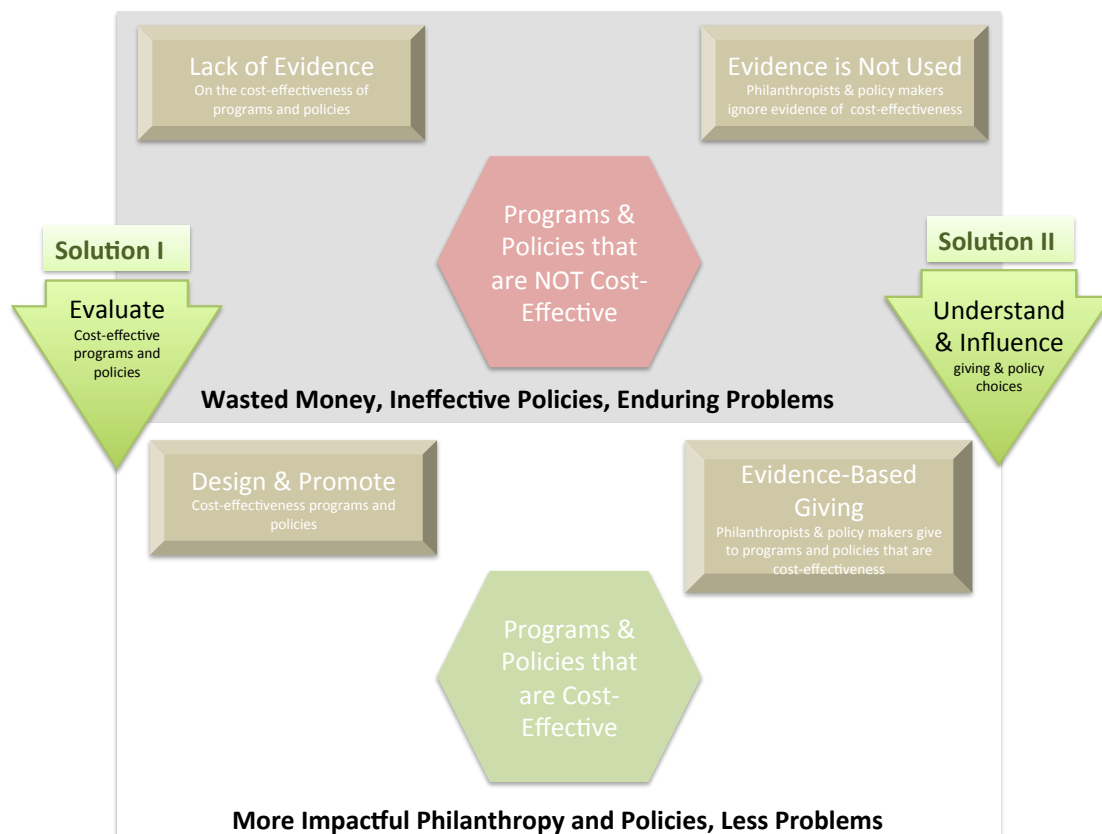 Lack of Evidence
On the cost-effectiveness of
programs and policies
Evidence is Not Used
Philanthropists & policy makers
ignore evidence of cost-effectiveness
Programs &
Policies that
are NOT Cost-
Effective
Solution I
Evaluate
Cost-effective
programs and
policies
Solution II
Understand
& Influence
giving & policy
choices
Wasted Money, Ineffective Policies, Enduring Problems
Design & Promote
Cost-effectiveness programs and
policies
Evidence-Based
Giving
Philanthropists & policy makers give
to programs and policies that are
cost-effectiveness
Programs &
Policies that
are Cost-
Effective
More Impactful Philanthropy and Policies, Less Problems